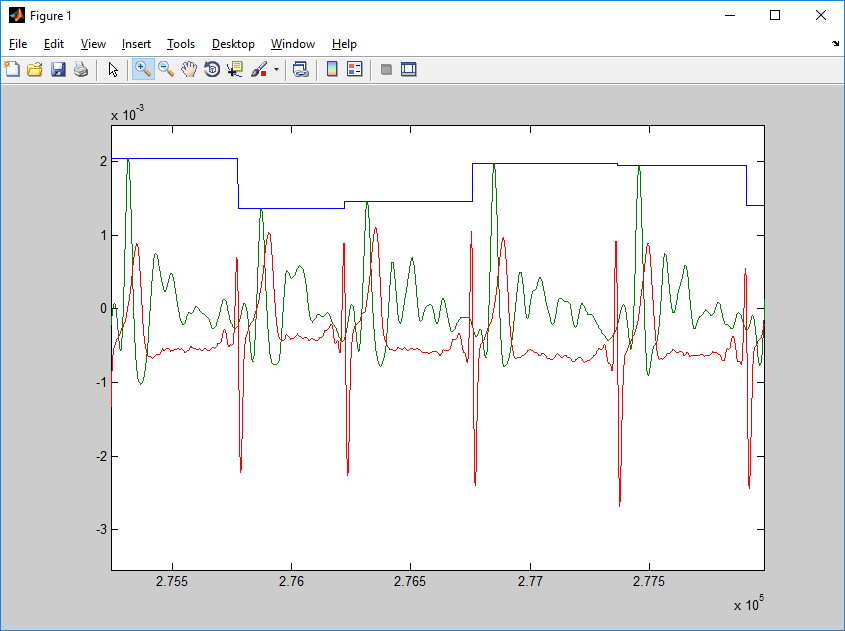 Figure 1
File Edit View Insert Tools Desktop Window Help
x 10-3
2
1
0
-1
-2
-3
2.755 2.76 2.765 2.77 2.775
x 105